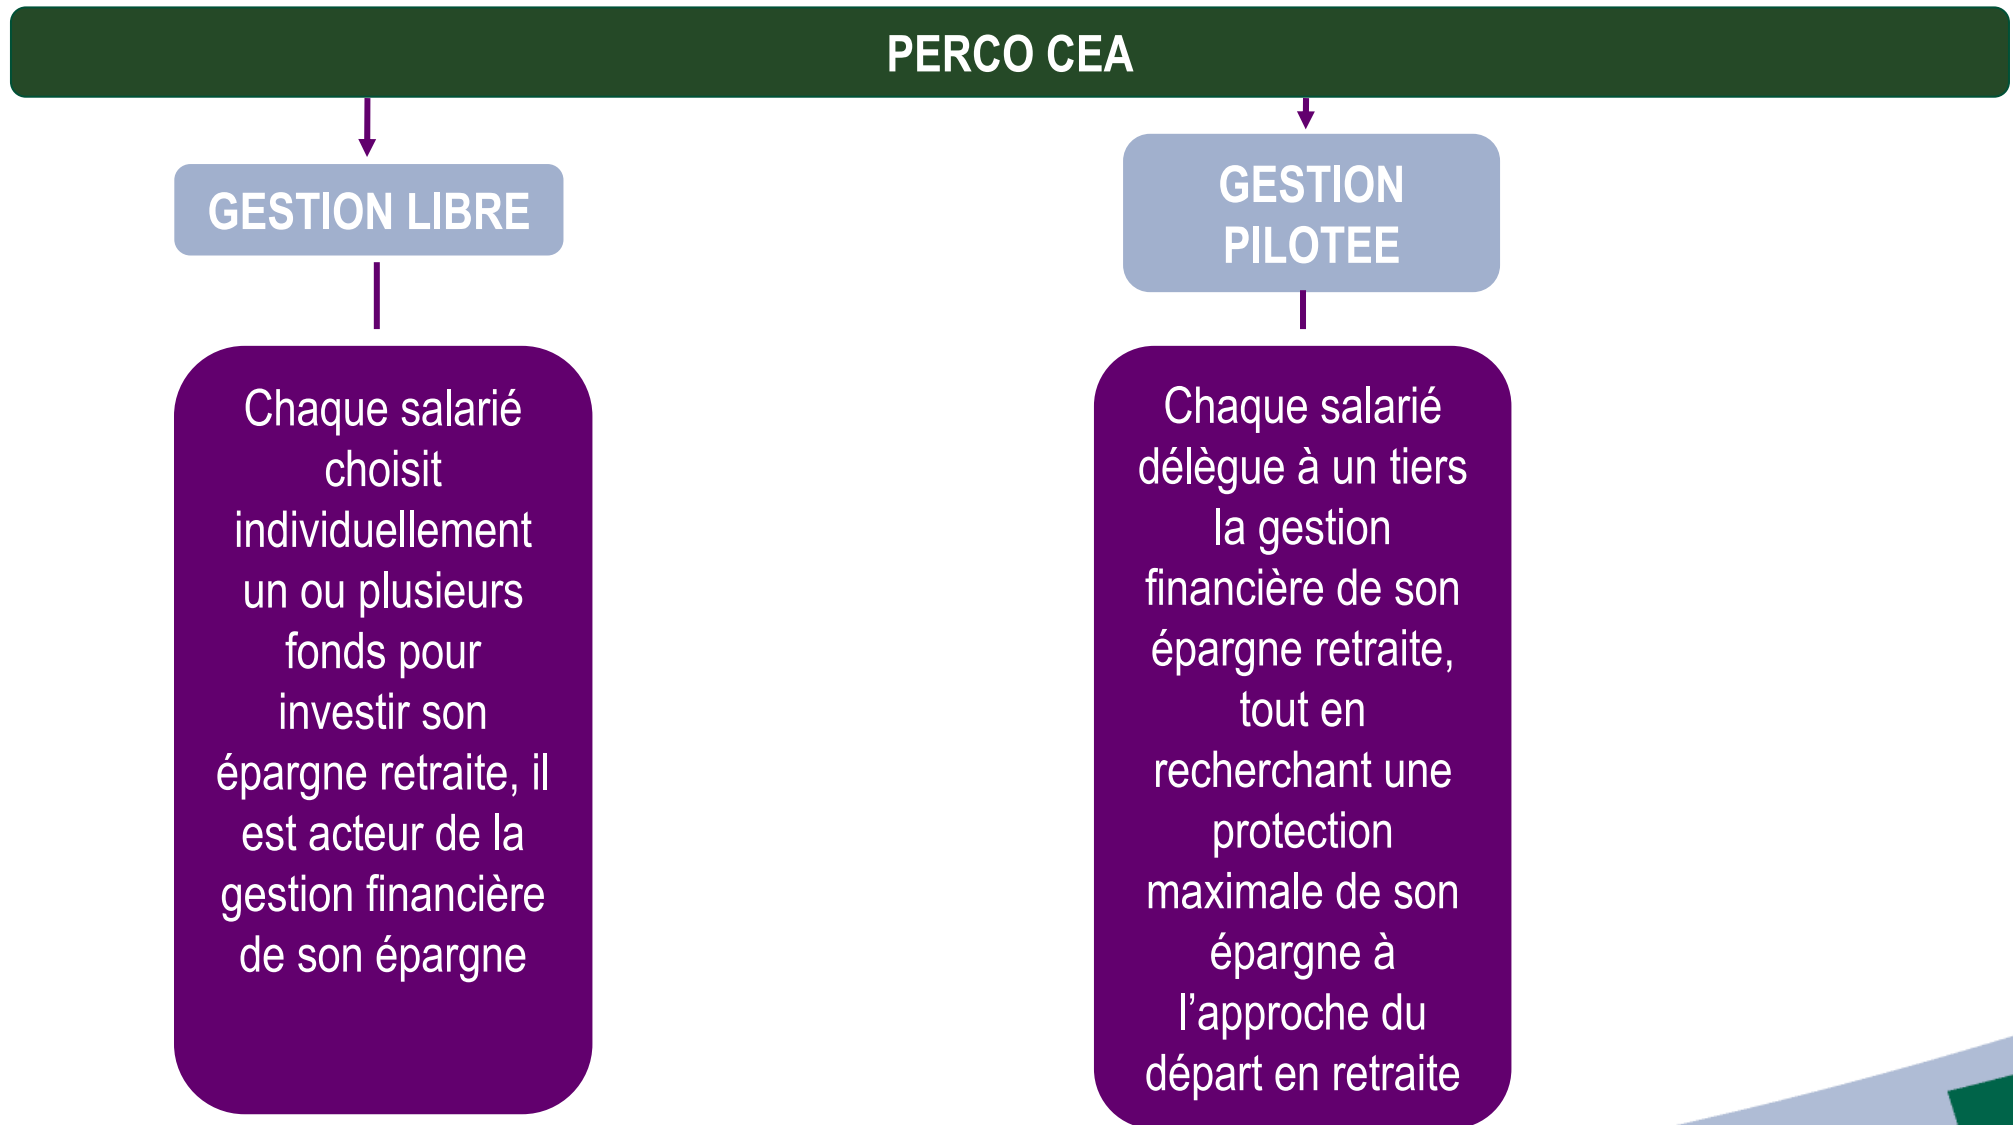 PERCO CEA
GESTION LIBRE
Chaque salarié
choisit
individuellement
un ou plusieurs
fonds pour
investir son
épargne retraite, il
est acteur de la
gestion financière
de son épargne
GESTION
PILOTEE
Chaque salarié
délègue à un tiers
la gestion
financière de son
épargne retraite,
tout en
recherchant une
protection
maximale de son
épargne à
l’approche du
départ en retraite